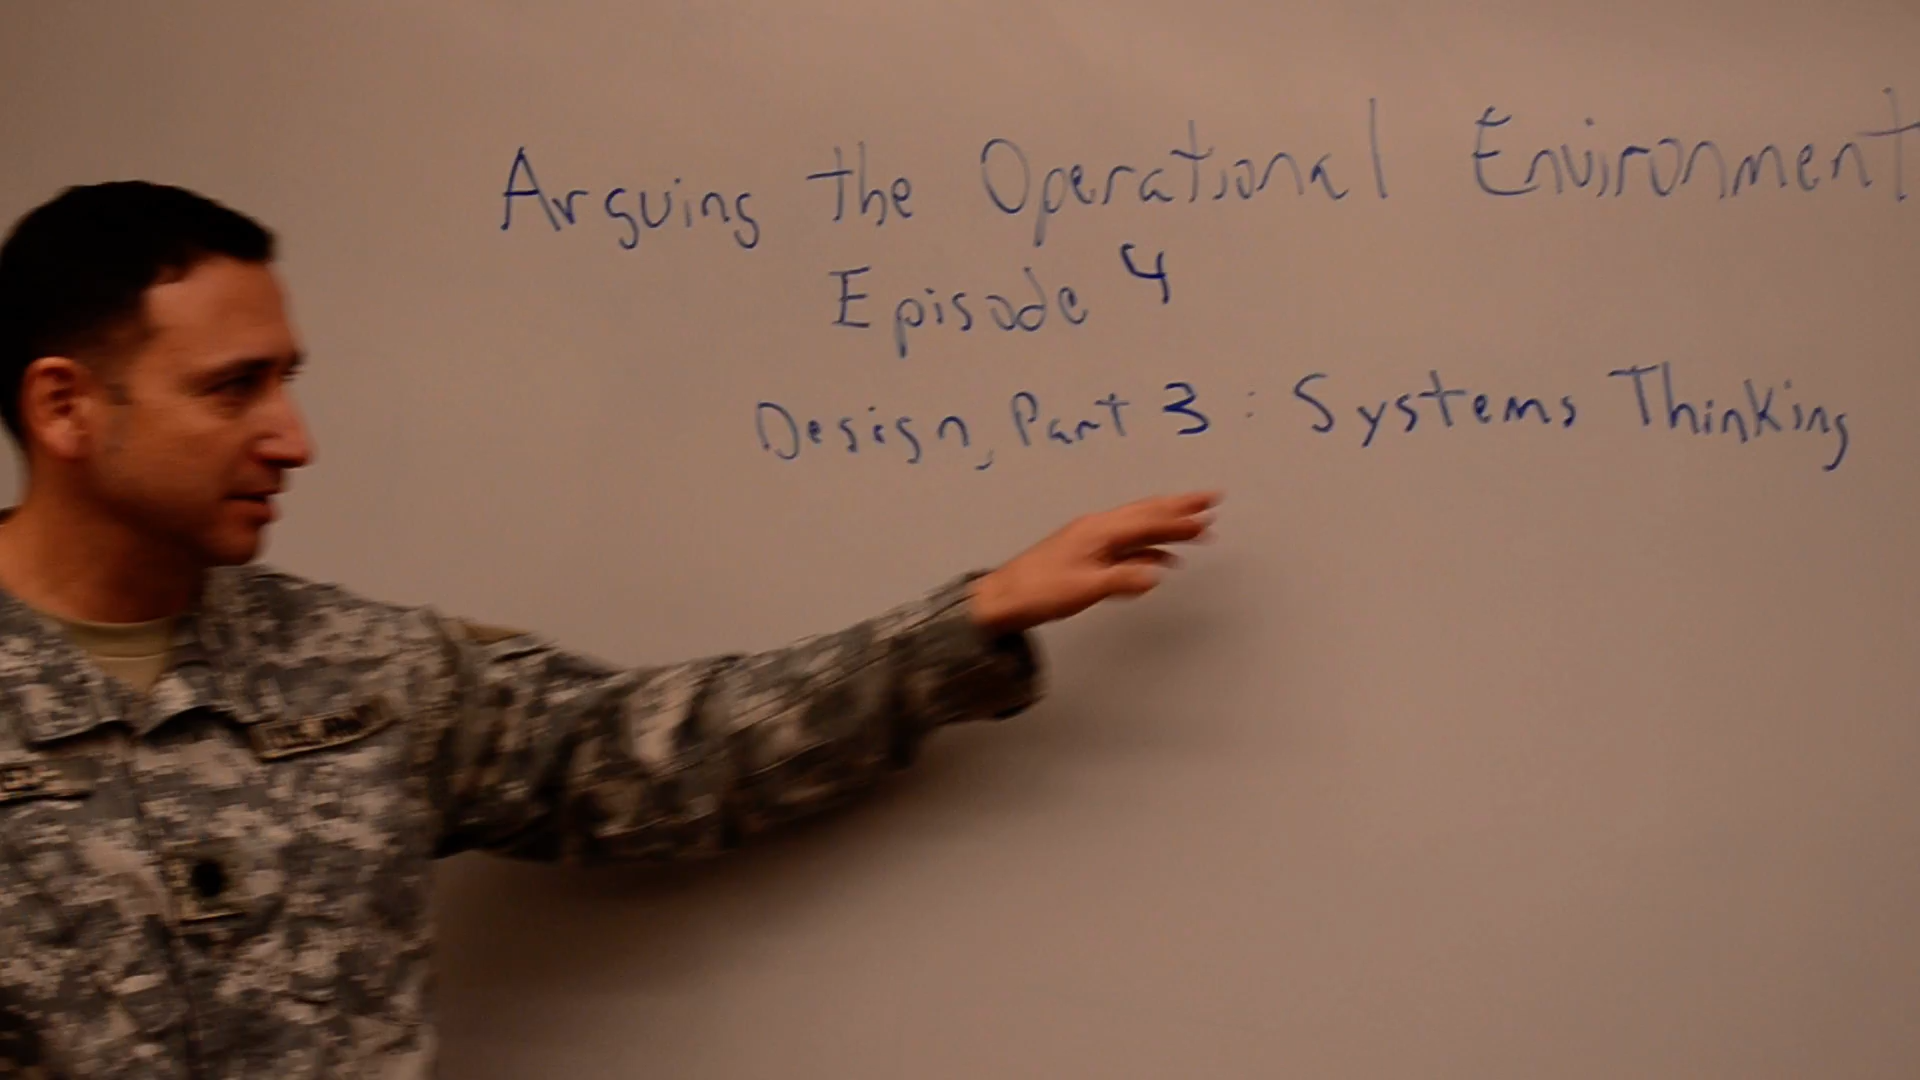 Arguing the Operational Environment
Episode 4
Design, Part 3: Systems Thinking